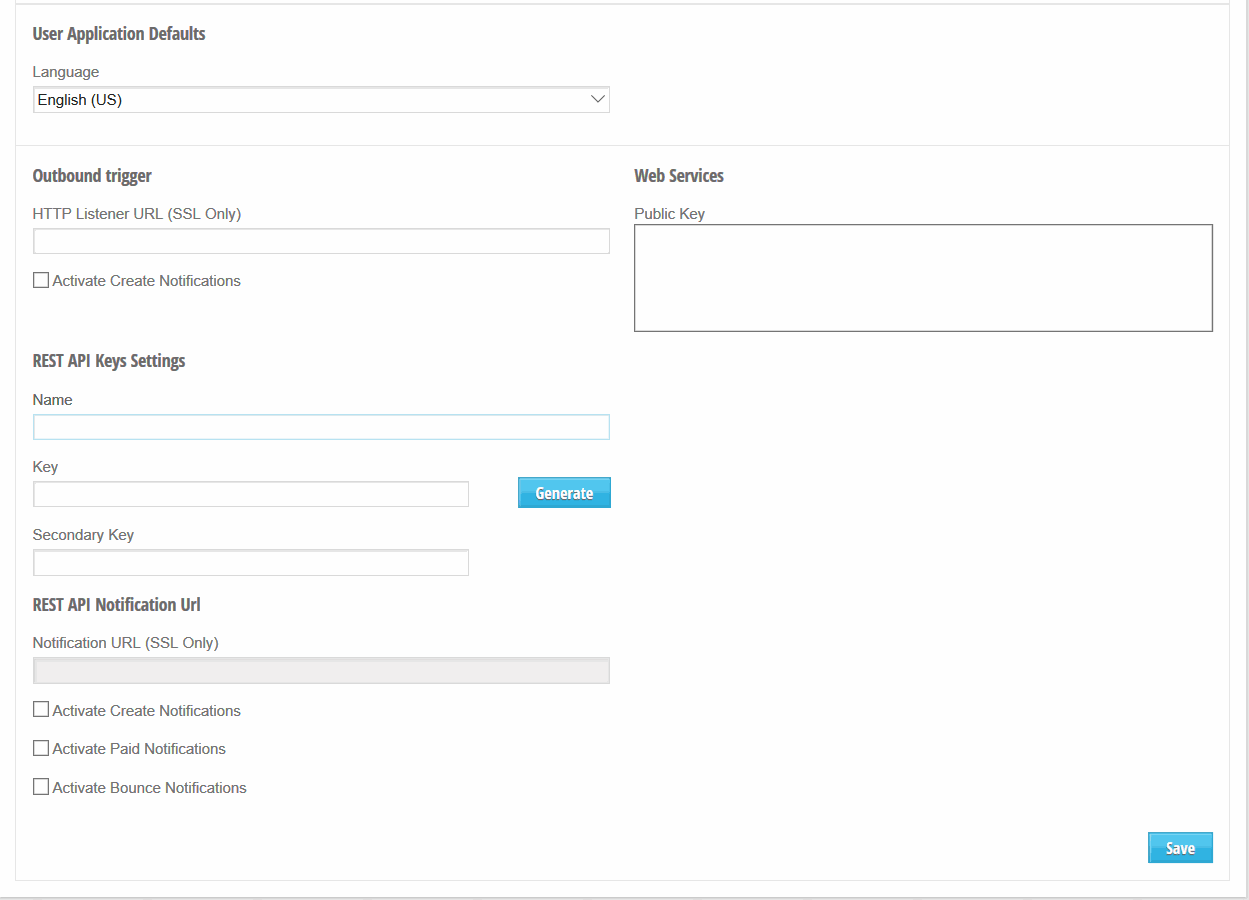 User Application Defaults
Language
English (US)
Outbound trigger
HTTP Listener URL (SSL Only)
Activate Create Notifications
Web Services
Public Key
REST API Keys Settings
Name
Key
Generate
Secondary Key
REST API Notification Url
Notification URL (SSL Only)
Activate Create Notifications
Activate Paid Notifications
Activate Bounce Notifications
Save